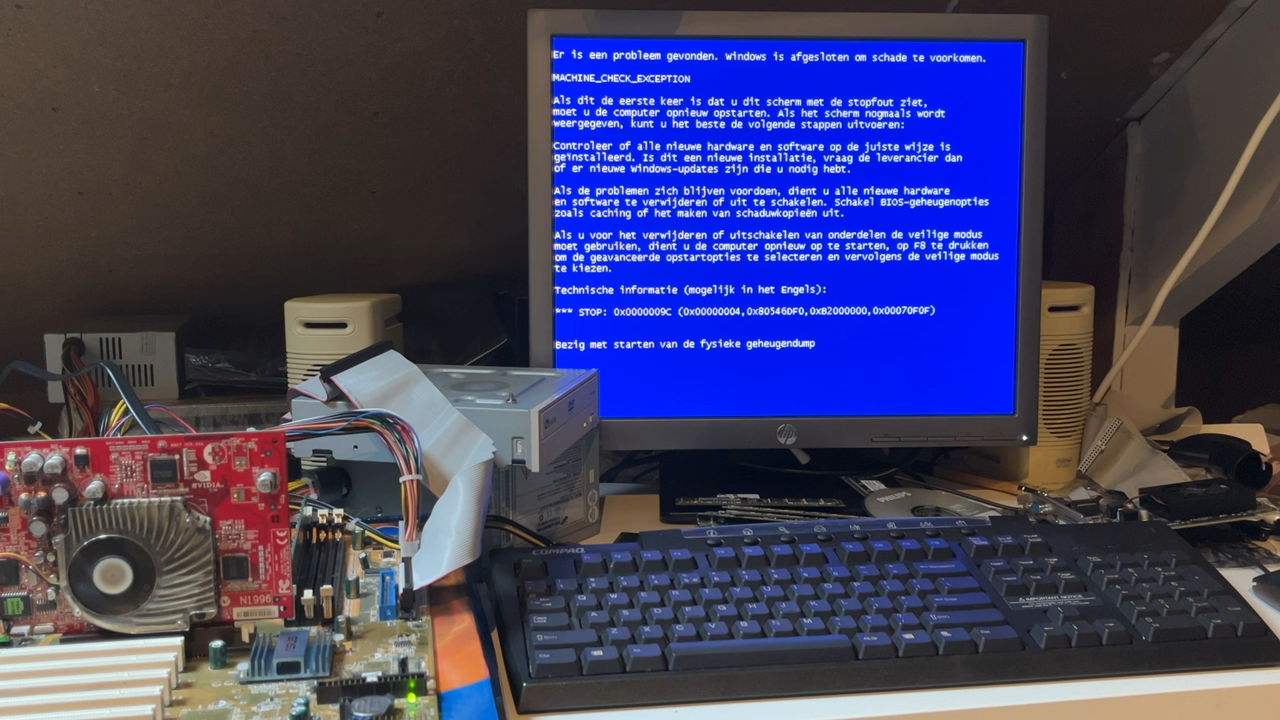 Er is een probleem gevonden. Windows is afgesloten om schade te voorkomen.
MACHINE_CHECK_EXCEPTION
Als dit de eerste keer is dat u dit scherm met de stopfout ziet,
moet u de computer opnieuw opstarten. Als het scherm nogmaals wordt
weergegeven, kunt u het beste de volgende stappen uitvoeren:
Controleer of alle nieuwe hardware en software op de juiste wijze is
geïnstalleerd. Is dit een nieuwe installatie, vraag de leverancier dan
of er nieuwe Windows-updates zijn die u nodig hebt.
Als de problemen zich blijven voordoen, dient u alle nieuwe hardware
en software te verwijderen of uit te schakelen. Schakel BIOS-geheugenopties
zoals caching of het maken van schaduwkopieën uit.
Als u voor het verwijderen of uitschakelen van onderdelen de veilige modus
moet gebruiken, dient u de computer opnieuw op te starten, op F8 te drukken
om de geavanceerde opstartopties te selecteren en vervolgens de veilige modus
te kiezen.
Technische informatie (mogelijk in het Engels):
*** STOP: 0x0000009C (0x00000004,0x80546DF0,0xB2000000,0x00070F0F)
Bezig met starten van de fysieke geheugendump
hp
PHILIPS
COMPAQ
IMPORTANT NOTICE
NVIDIA
N1996
SiS